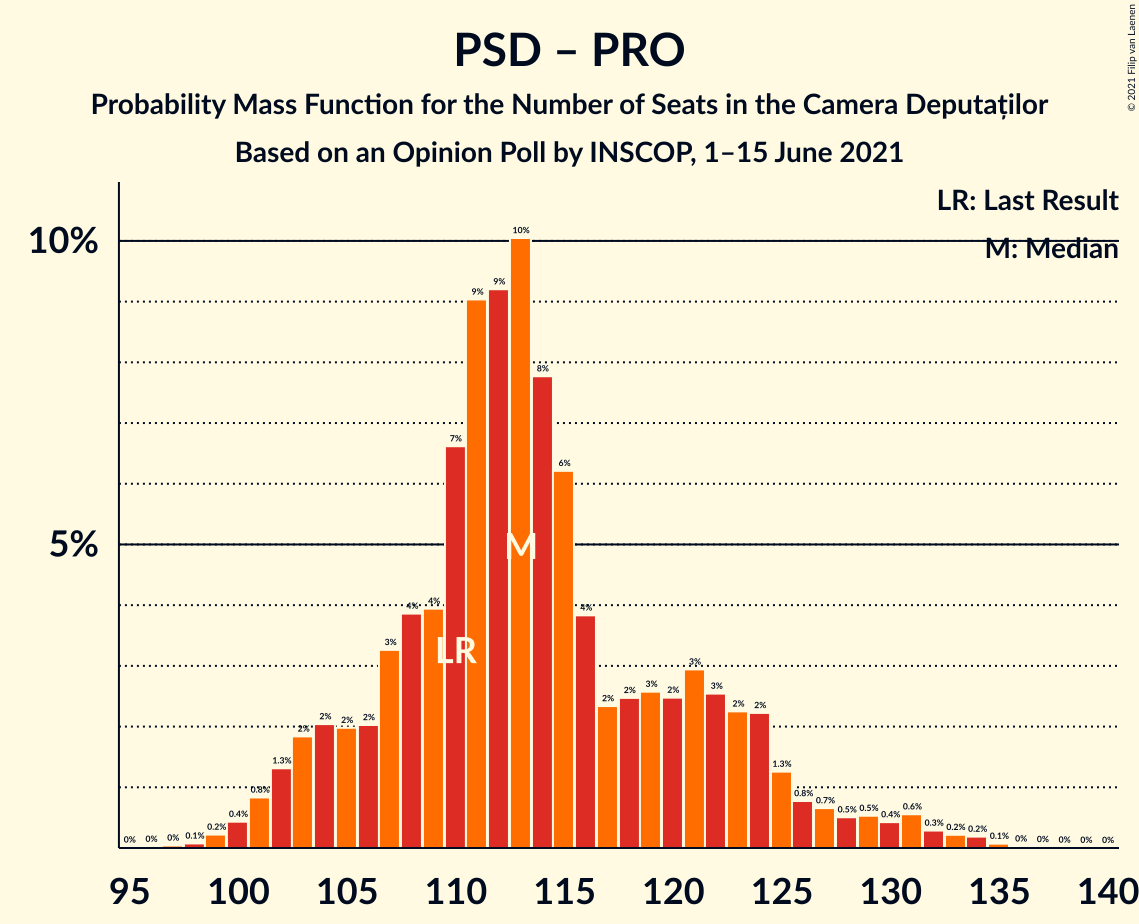 PSD – PRO
Probability Mass Function for the Number of Seats in the Camera Deputaților
Based on an Opinion Poll by INSCOP, 1–15 June 2021
© 2021 Filip van Laenen
LR: Last Result
M: Median
10%
5%
0% 0% 0% 0.1% 0.2% 0.4% 0.8% 1.3% 2% 2% 2% 2% 3% 4% 4% 7% 9% 9% 10% 8% 6% 4% 2% 2% 3% 2% 3% 3% 2% 2% 1.3% 0.8% 0.7% 0.5% 0.5% 0.4% 0.6% 0.3% 0.2% 0.2% 0.1% 0% 0% 0% 0% 0%
M
LR
95 100 105 110 115 120 125 130 135 140